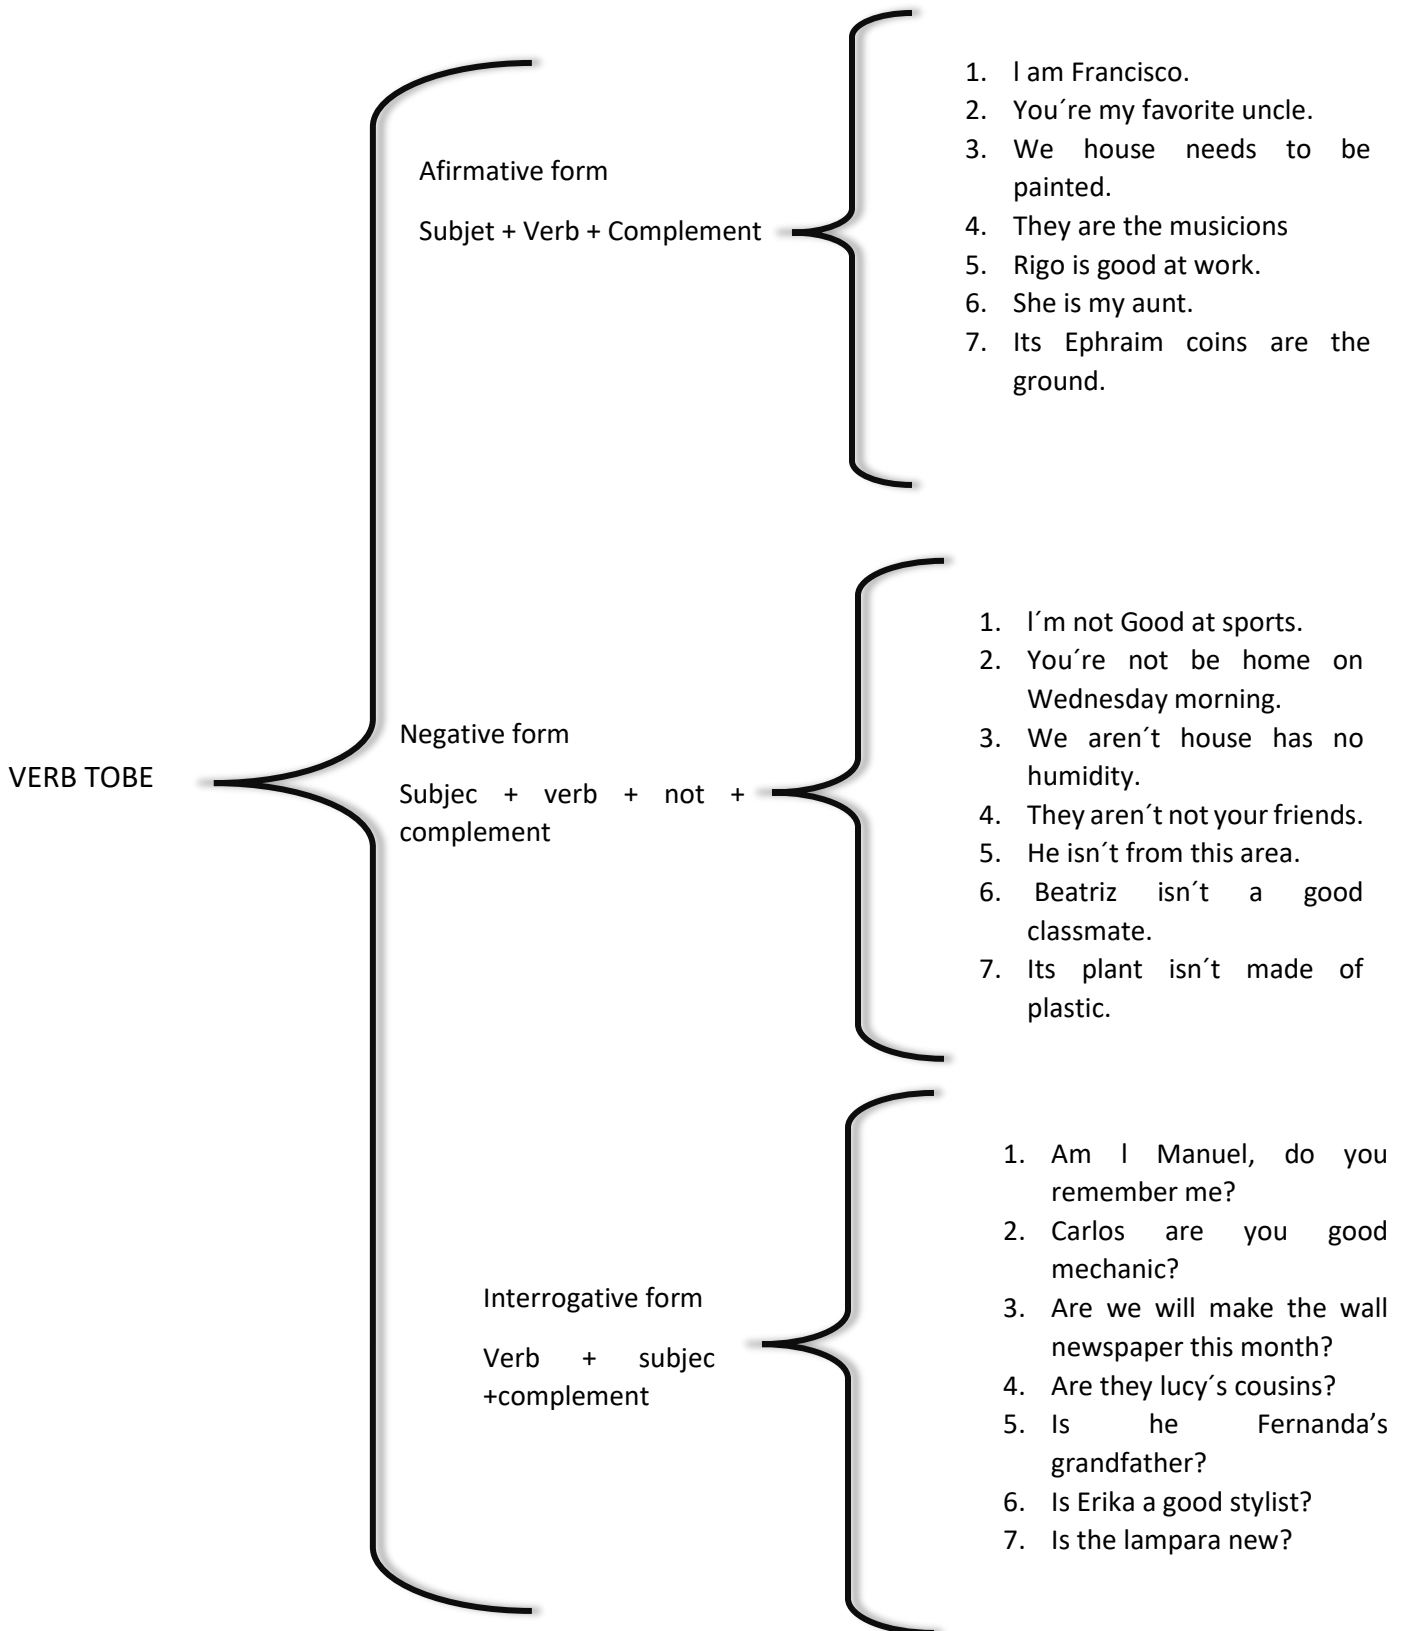 VERB TOBE
Afirmative form
Subjet + Verb + Complement
1. l am Francisco.
2. You´re my favorite uncle.
3. We house needs to be
painted.
4. They are the musicions
5. Rigo is good at work.
6. She is my aunt.
7. Its Ephraim coins are the
ground.
Negative form
Subjec + verb + not +
complement
1. l´m not Good at sports.
2. You´re not be home on
Wednesday morning.
3. We aren´t house has no
humidity.
4. They aren´t not your friends.
5. He isn´t from this area.
6. Beatriz isn´t a good
classmate.
7. Its plant isn´t made of
plastic.
Interrogative form
Verb + subjec
+complement
1. Am l Manuel, do you
remember me?
2. Carlos are you good
mechanic?
3. Are we will make the wall
newspaper this month?
4. Are they lucy´s cousins?
5. Is he Fernanda’s
grandfather?
6. Is Erika a good stylist?
7. Is the lampara new?